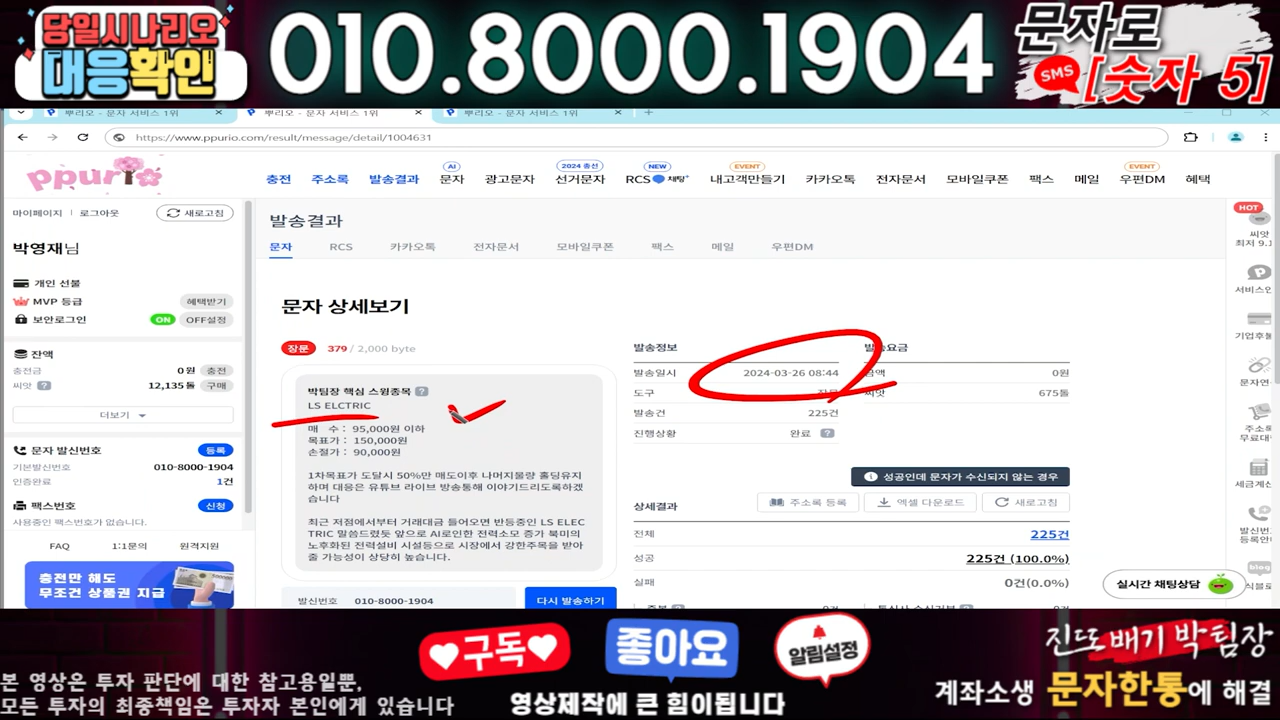 당일시나리오
대응확인
010.8000.1904
문자로
SMS
[숫자 5]
뿌리오 - 문자 서비스 1위
뿌리오 - 문자 서비스 1위
뿌리오 - 문자 서비스 1위
https://www.ppurio.com/result/message/detail/1004631
ppurio
충전
주소록
발송결과
AI
문자
광고문자
2024 총선
선거문자
NEW
RCS 채팅+
EVENT
내고객만들기
카카오톡
전자문서
모바일쿠폰
팩스
메일
EVENT
우편DM
혜택
마이페이지 | 로그아웃
새로고침
박영재님
개인 선불
MVP 등급
혜택받기
보안로그인
ON
OFF설정
잔액
충전금
0원
충전
씨앗 ?
12,135톨
구매
더보기
문자 발신번호
등록
기본발신번호
010-8000-1904
인증완료
1건
팩스번호
신청
사용중인 팩스번호가 없습니다.
FAQ
1:1문의
원격지원
충전만 해도
무조건 상품권 지급
발송결과
문자
RCS
카카오톡
전자문서
모바일쿠폰
팩스
메일
우편DM
문자 상세보기
장문
379 / 2,000 byte
박팀장 핵심 스윙종목 ?
LS ELCTRIC
매 수 : 95,000원 이하
목표가 : 150,000원
손절가 : 90,000원
1차목표가 도달시 50%만 매도이후 나머지물량 홀딩유지
하며 대응은 유튜브 라이브 방송통해 이야기드리도록하겠
습니다
최근 저점에서부터 거래대금 들어오면 반등중인 LS ELEC
TRIC 말씀드렸듯 앞으로 AI로인한 전력소모 증가 북미의
노후화된 전력설비 시설등으로 시장에서 강한주목을 받아
줄 가능성이 상당히 높습니다.
발신번호
010-8000-1904
다시 발송하기
발송정보
발송일시
2024-03-26 08:44
도구
장문
발송건
225건
진행상황
완료 ?
발송요금
금액
0원
씨앗
675톨
성공인데 문자가 수신되지 않는 경우
상세결과
주소록 등록
엑셀 다운로드
새로고침
전체
225건
성공
225건 (100.0%)
실패
0건(0.0%)
HOT
씨앗
최저 9.
서비스
기업후불
문자연
주소
무료대
세금계
발신번
등록안
blog
실시간 채팅상담
구독
좋아요
알림설정
영상제작에 큰 힘이됩니다
본 영상은 투자 판단에 대한 참고용일뿐,
모든 투자의 최종책임은 투자자 본인에게 있습니다
진또배기 박팀장
계좌소생 문자한통에 해결